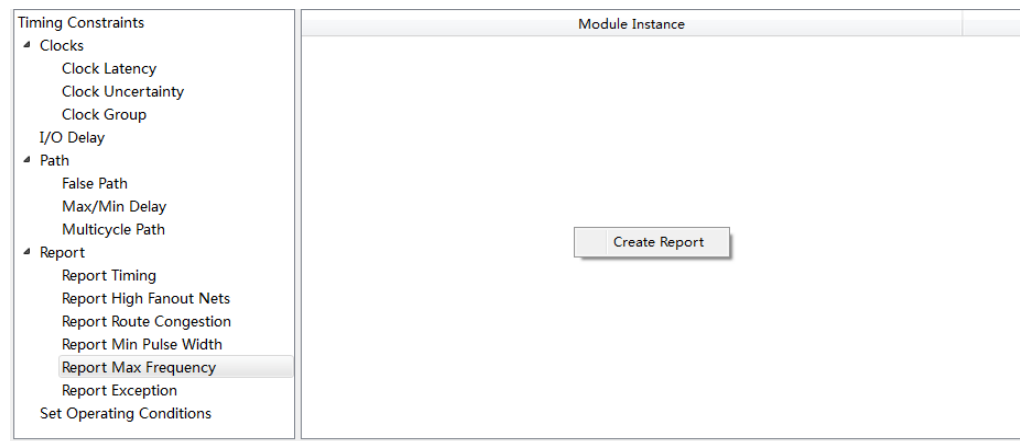 Timing Constraints
Clocks
Clock Latency
Clock Uncertainty
Clock Group
I/O Delay
Path
False Path
Max/Min Delay
Multicycle Path
Report
Report Timing
Report High Fanout Nets
Report Route Congestion
Report Min Pulse Width
Report Max Frequency
Report Exception
Set Operating Conditions
Module Instance
Create Report